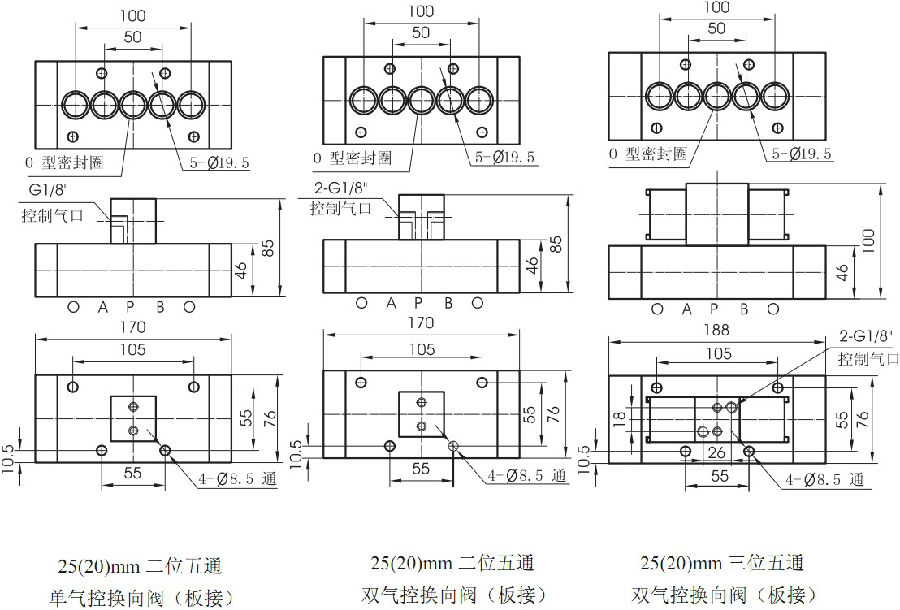 100
50
O 型密封圈
5-Ø19.5
G1/8"
控制气口
85
46
O A P B O
170
105
55
76
10.5
55
4-Ø8.5 通
25(20)mm 二位五通
单气控换向阀（板接）
100
50
O 型密封圈
5-Ø19.5
2-G1/8"
控制气口
85
46
O A P B O
170
105
55
76
10.5
55
4-Ø8.5 通
25(20)mm 二位五通
双气控换向阀（板接）
100
50
O 型密封圈
5-Ø19.5
100
46
O A P B O
188
2-G1/8"
控制气口
105
18
55
76
10.5
26
55
4-Ø8.5 通
25(20)mm 三位五通
双气控换向阀（板接）